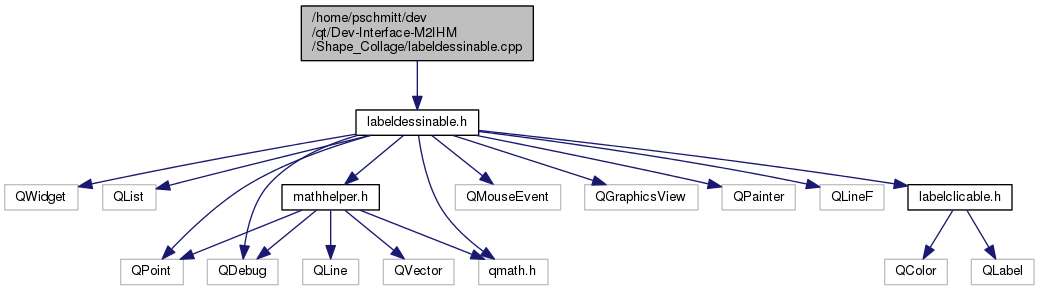 /home/pschmitt/dev
/qt/Dev-Interface-M2IHM
/Shape_Collage/labeldessinable.cpp
labeldessinable.h
QWidget
QList
mathhelper.h
QMouseEvent
QGraphicsView
QPainter
QLineF
labelclicable.h
QPoint
QDebug
QLine
QVector
qmath.h
QColor
QLabel